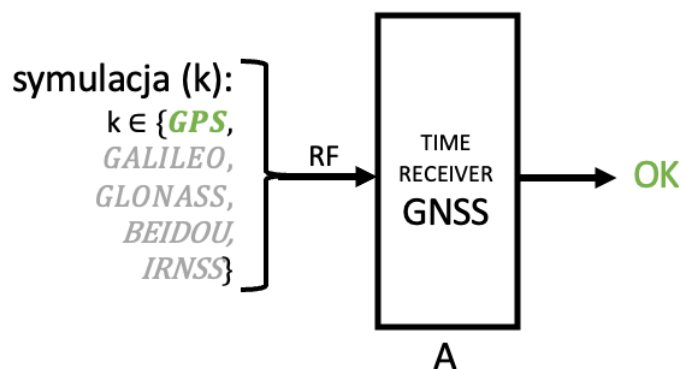 symulacja (k):
k ∈ {GPS,
GALILEO,
GLONASS,
BEIDOU,
IRNSS}
RF
TIME
RECEIVER
GNSS
OK
A